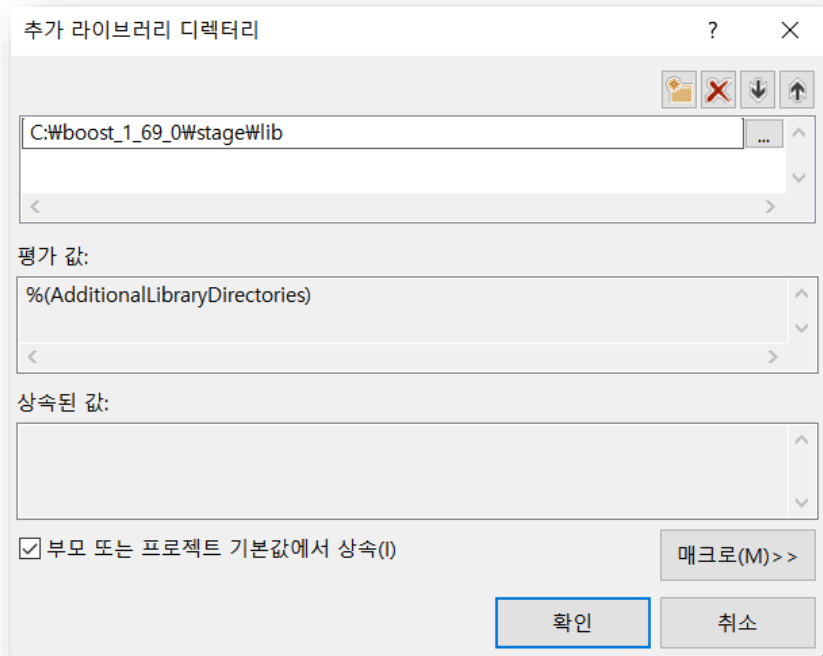 추가 라이브러리 디렉터리
C:₩boost_1_69_0₩stage₩lib
...
평가 값:
%(AdditionalLibraryDirectories)
상속된 값:
부모 또는 프로젝트 기본값에서 상속(I)
매크로(M)>>
확인
취소